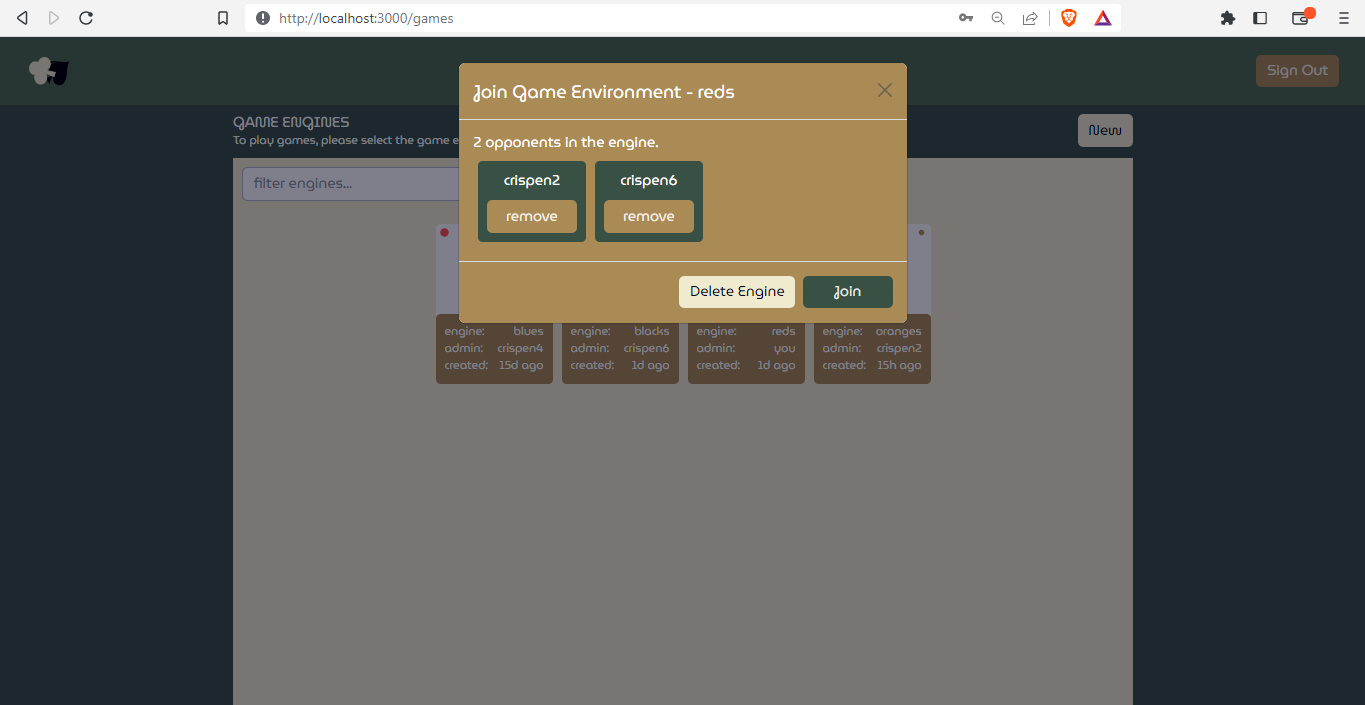 http://localhost:3000/games
Sign Out
GAME ENGINES
To play games, please select the game e
New
filter engines...
Join Game Environment - reds
2 opponents in the engine.
crispen2
remove
crispen6
remove
Delete Engine
Join
engine: blues
admin: crispen4
created: 15d ago
engine: blacks
admin: crispen6
created: 1d ago
engine: reds
admin: you
created: 1d ago
engine: oranges
admin: crispen2
created: 15h ago